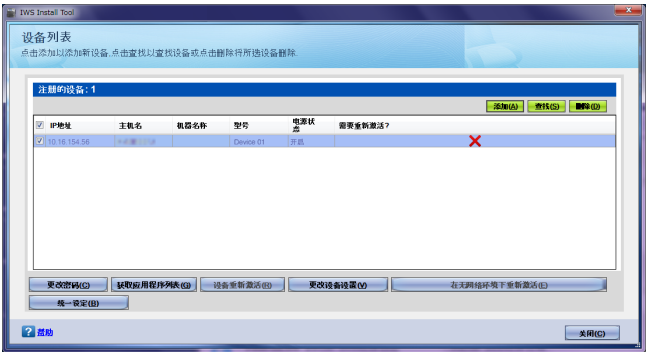 IWS Install Tool
设备列表
点击添加以添加新设备.点击查找以查找设备或点击删除将所选设备删除.
注册的设备: 1
添加(A) 查找(S) 删除(D)
IP地址 主机名 机器名称 型号 电源状态 需要重新激活?
10.16.154.56 Device 01 开启
更改密码(C) 获取应用程序列表(G) 设备重新激活(R) 更改设备设置(V) 在无网络环境下重新激活(E)
统一设定(B)
帮助 关闭(C)